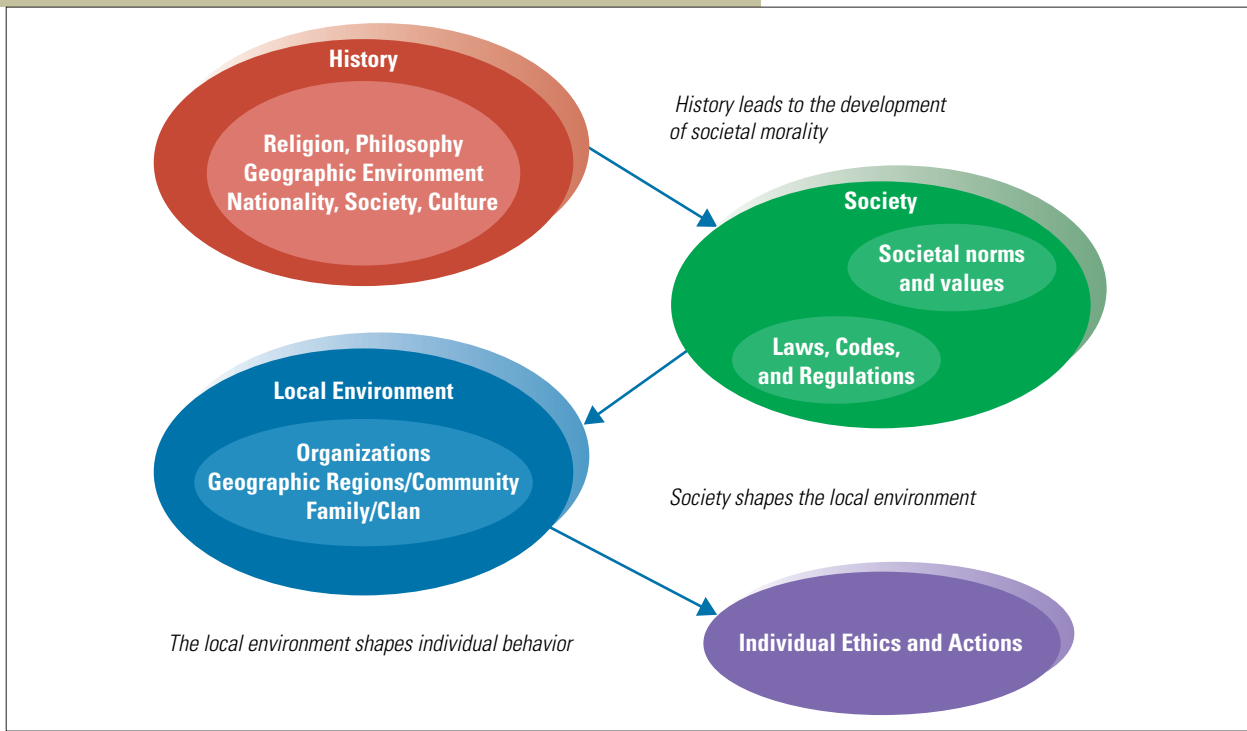 History
Religion, Philosophy
Geographic Environment
Nationality, Society, Culture
History leads to the development
of societal morality
Society
Societal norms
and values
Laws, Codes,
and Regulations
Local Environment
Organizations
Geographic Regions/Community
Family/Clan
Society shapes the local environment
The local environment shapes individual behavior
Individual Ethics and Actions